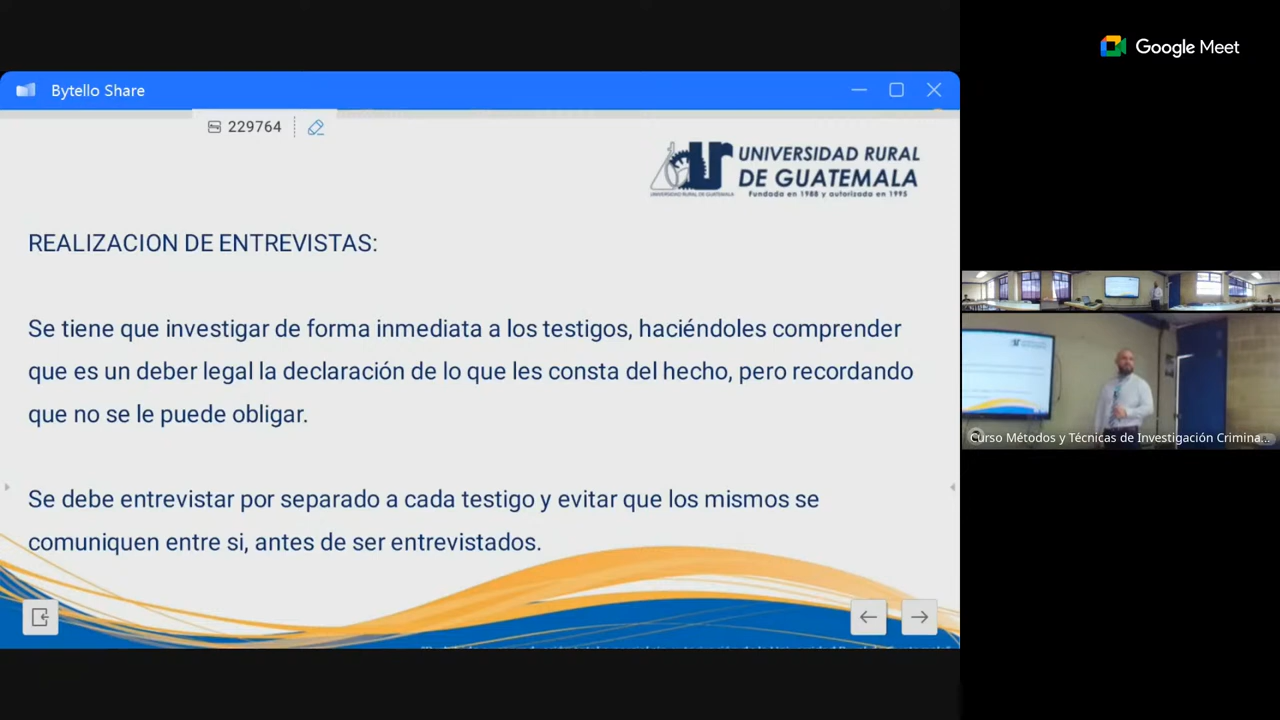 Google Meet
Bytello Share
229764
UNIVERSIDAD RURAL
DE GUATEMALA
Fundada en 1988 y autorizada en 1995
UNIVERSIDAD RURAL DE GUATEMALA
REALIZACION DE ENTREVISTAS:
Se tiene que investigar de forma inmediata a los testigos, haciéndoles comprender
que es un deber legal la declaración de lo que les consta del hecho, pero recordando
que no se le puede obligar.
Se debe entrevistar por separado a cada testigo y evitar que los mismos se
comuniquen entre si, antes de ser entrevistados.
Curso Métodos y Técnicas de Investigación Crimina...